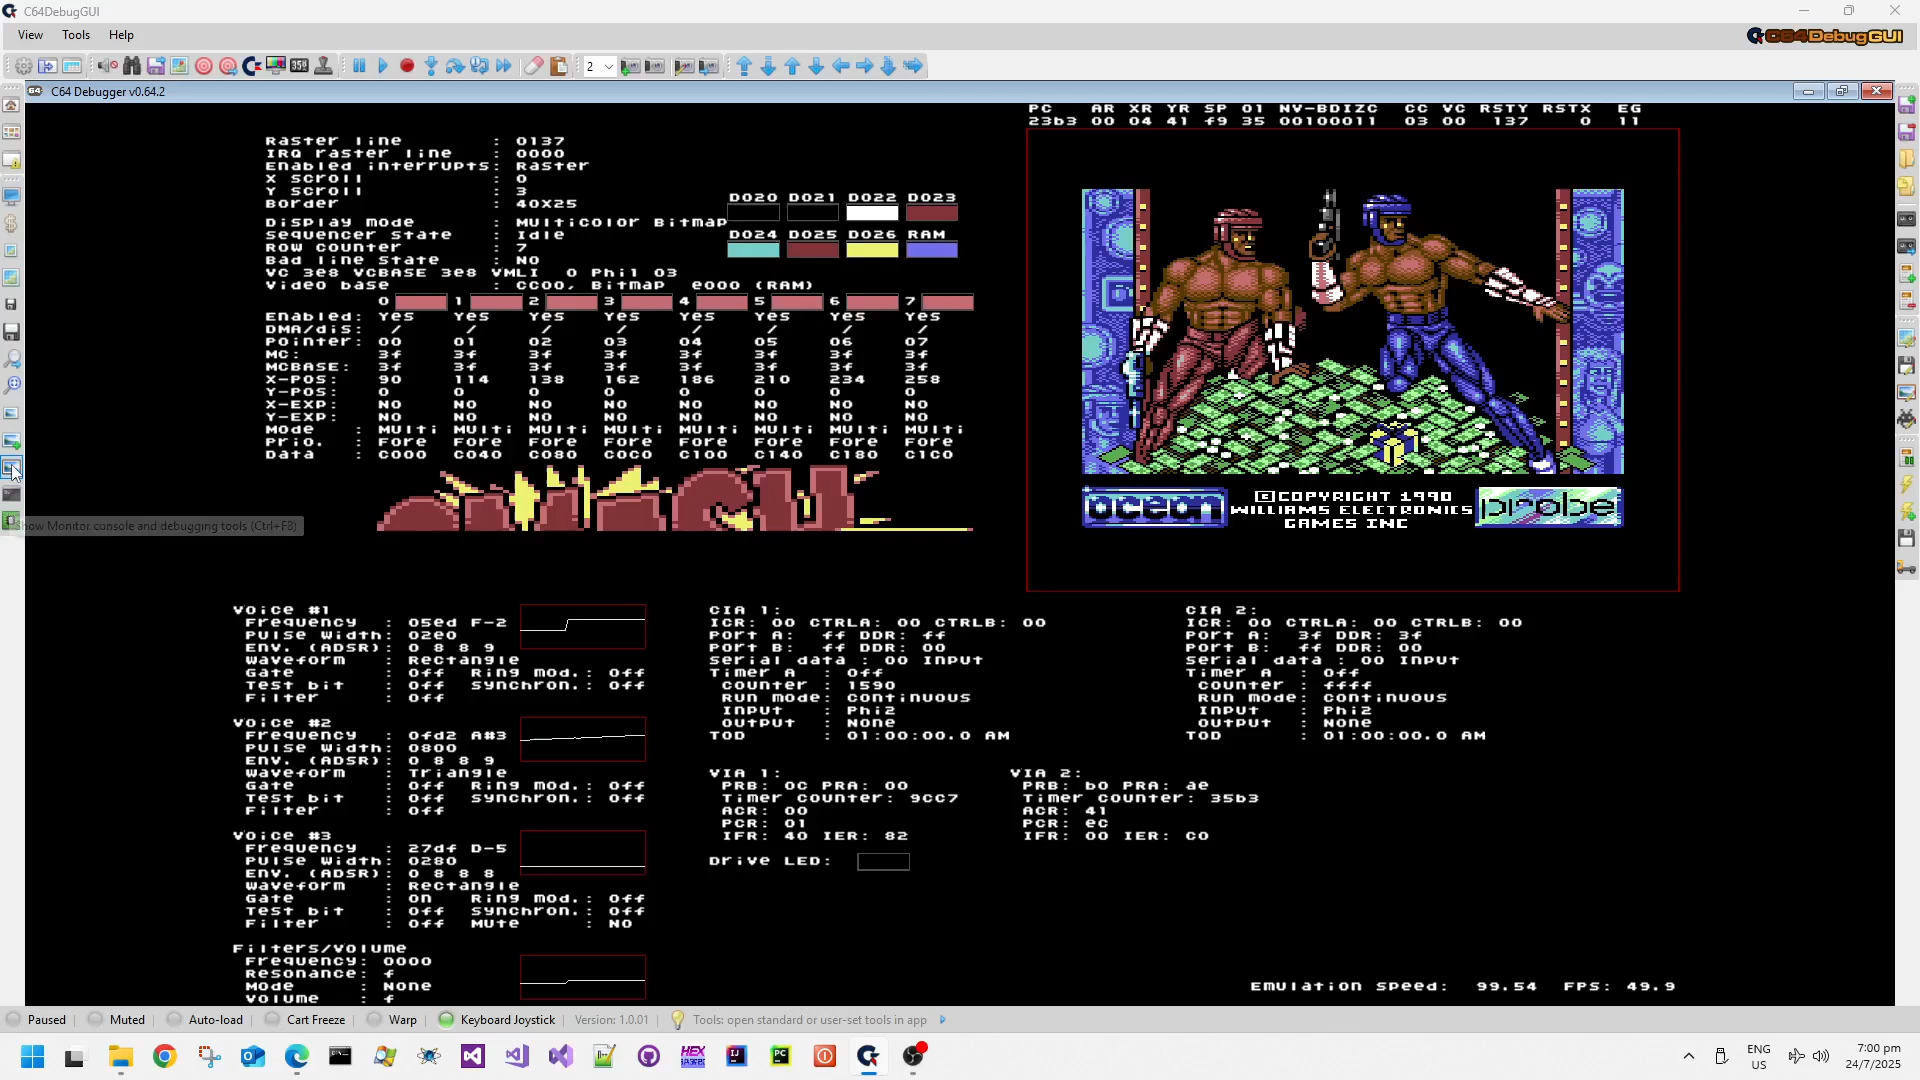 C64DebugGUI
View Tools Help
C64DebugGUI
2
C64 Debugger v0.64.2
PC AR XR YR SP 01 NV-BDIZC CC VC RSTY RSTX EG
23b3 00 04 41 f9 35 00100011 03 00 137 0 11
Raster line : 0137
IRQ raster line : 0000
Enabled interrupts: Raster
X scroll : 0
Y scroll : 3
Border : 40x25
Display mode : Multicolor Bitmap
Sequencer state : Idle
Row counter : 7
Bad line state : No
VC 3e8 VCBASE 3e8 VMLI 0 Phi1 03
Video base : CC00, Bitmap e000 (RAM)
D020 D021 D022 D023
D024 D025 D026 RAM
0 1 2 3 4 5 6 7
Enabled: Yes Yes Yes Yes Yes Yes Yes Yes
DMA/dis: / / / / / / / /
Pointer: 00 01 02 03 04 05 06 07
MC: 3f 3f 3f 3f 3f 3f 3f 3f
MCBASE: 3f 3f 3f 3f 3f 3f 3f 3f
X-Pos: 90 114 138 162 186 210 234 258
Y-Pos: 0 0 0 0 0 0 0 0
X-Exp: No No No No No No No No
Y-Exp: No No No No No No No No
Mode : Multi Multi Multi Multi Multi Multi Multi Multi
Prio. : Fore Fore Fore Fore Fore Fore Fore Fore
Data : C000 C040 C080 C0C0 C100 C140 C180 C1C0
ocean
©COPYRIGHT 1990
WILLIAMS ELECTRONICS
GAMES INC
probe
Show Monitor console and debugging tools (Ctrl+F8)
Voice #1
Frequency : 05ed F-2
Pulse Width: 02e0
Env. (ADSR): 0 8 8 9
Waveform : Rectangle
Gate : Off Ring mod.: Off
Test bit : Off Synchron.: Off
Filter : Off
Voice #2
Frequency : 0fd2 A#3
Pulse Width: 0800
Env. (ADSR): 0 8 8 9
Waveform : Triangle
Gate : Off Ring mod.: Off
Test bit : Off Synchron.: Off
Filter : Off
Voice #3
Frequency : 27df D-5
Pulse Width: 0280
Env. (ADSR): 0 8 8 8
Waveform : Rectangle
Gate : On Ring mod.: Off
Test bit : Off Synchron.: Off
Filter : Off Mute : No
Filters/Volume
Frequency: 0000
Resonance: f
Mode : None
Volume : f
CIA 1:
ICR: 00 CTRLA: 00 CTRLB: 00
Port A: ff DDR: ff
Port B: ff DDR: 00
Serial data : 00 Input
Timer A : Off
Counter : 1590
Run mode: Continuous
Input : Phi2
Output : None
TOD : 01:00:00.0 AM
CIA 2:
ICR: 00 CTRLA: 00 CTRLB: 00
Port A: 3f DDR: 3f
Port B: ff DDR: 00
Serial data : 00 Input
Timer A : Off
Counter : ffff
Run mode: Continuous
Input : Phi2
Output : None
TOD : 01:00:00.0 AM
VIA 1:
PRB: 0c PRA: 00
Timer Counter: 9cc7
ACR: 00
PCR: 01
IFR: 40 IER: 82
VIA 2:
PRB: b0 PRA: ae
Timer Counter: 35b3
ACR: 41
PCR: ec
IFR: 00 IER: C0
Drive LED:
Emulation Speed: 99.54 FPS: 49.9
Paused Muted Auto-load Cart Freeze Warp Keyboard Joystick Version: 1.0.01 Tools: open standard or user-set tools in app
ENG
US
7:00 pm
24/7/2025